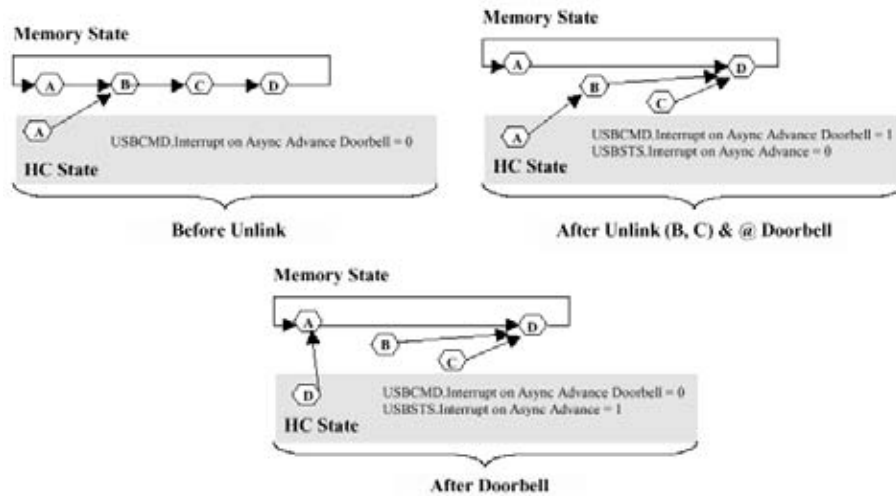 Memory State
A B C D
A
USBCMD.Interrupt on Async Advance Doorbell = 0
HC State
Before Unlink
Memory State
A D
B
C
A
USBCMD.Interrupt on Async Advance Doorbell = 1
USBSTS.Interrupt on Async Advance = 0
HC State
After Unlink (B, C) & @ Doorbell
Memory State
A D
B
C
D
USBCMD.Interrupt on Async Advance Doorbell = 0
USBSTS.Interrupt on Async Advance = 1
HC State
After Doorbell